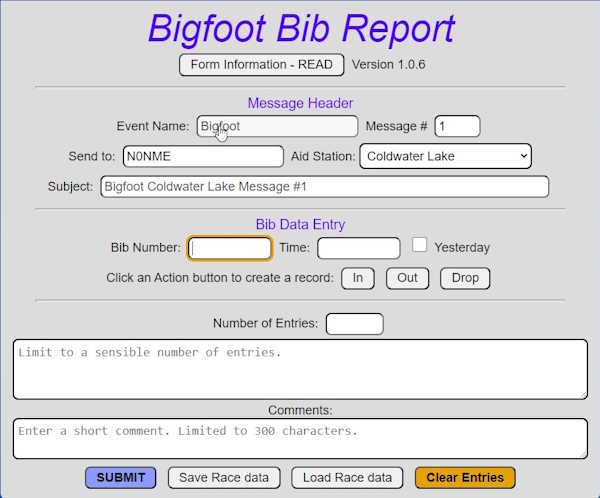 Bigfoot Bib Report
Form Information - READ Version 1.0.6
Message Header
Event Name: Bigfoot Message # 1
Send to: N0NME Aid Station: Coldwater Lake
Subject: Bigfoot Coldwater Lake Message #1
Bib Data Entry
Bib Number: Time: Yesterday
Click an Action button to create a record: In Out Drop
Number of Entries:
Limit to a sensible number of entries.
Comments:
Enter a short comment. Limited to 300 characters.
SUBMIT Save Race data Load Race data Clear Entries